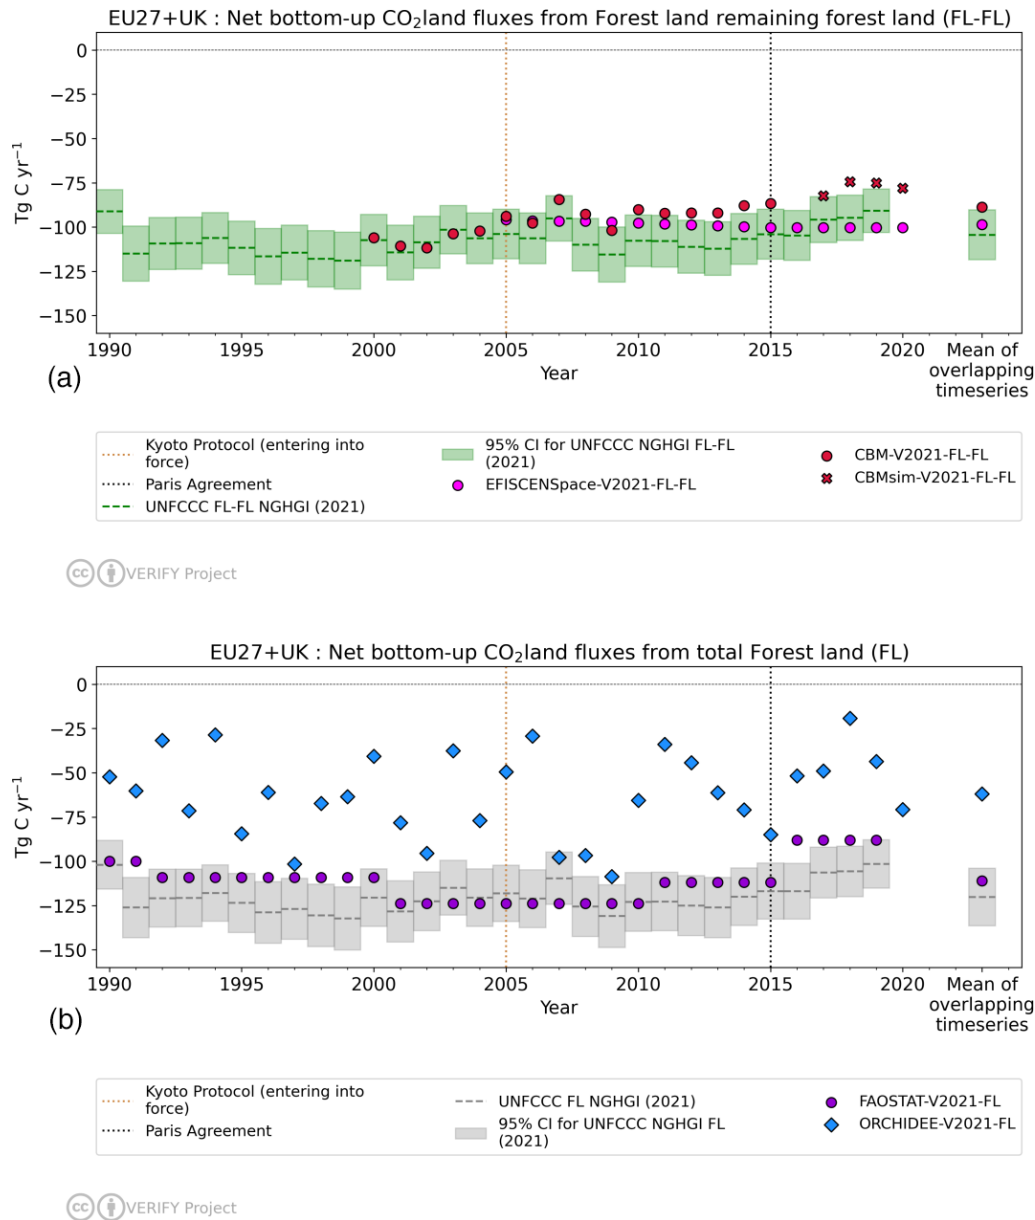 EU27+UK : Net bottom-up CO₂land fluxes from Forest land remaining forest land (FL-FL)
0
−25
−50
−75
−100
−125
−150
Tg C yr⁻¹
1990
1995
2000
2005
2010
2015
2020
Mean of
overlapping
timeseries
Year
(a)
Kyoto Protocol (entering into
force)
Paris Agreement
UNFCCC FL-FL NGHGI (2021)
95% CI for UNFCCC NGHGI FL-FL
(2021)
EFISCENSpace-V2021-FL-FL
CBM-V2021-FL-FL
CBMsim-V2021-FL-FL
cc
VERIFY Project
EU27+UK : Net bottom-up CO₂land fluxes from total Forest land (FL)
0
−25
−50
−75
−100
−125
−150
Tg C yr⁻¹
1990
1995
2000
2005
2010
2015
2020
Mean of
overlapping
timeseries
Year
(b)
Kyoto Protocol (entering into
force)
Paris Agreement
UNFCCC FL NGHGI (2021)
95% CI for UNFCCC NGHGI FL
(2021)
FAOSTAT-V2021-FL
ORCHIDEE-V2021-FL
cc
VERIFY Project